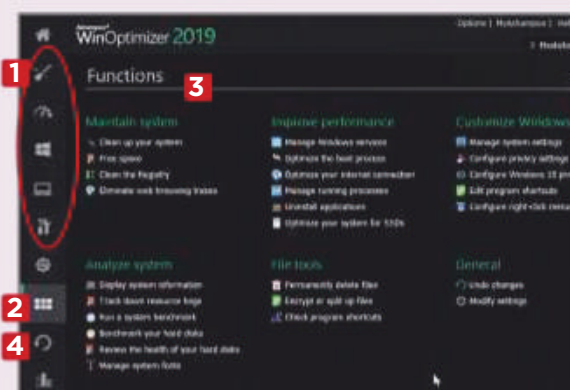 Ashampoo®
WinOptimizer 2019
Options | MyAshampoo |
1
Functions
3
Maintain system
Clean up your system
Free space
Clean the Registry
Eliminate web browsing traces
Improve performance
Manage Windows services
Optimize the boot process
Optimize your internet connection
Manage running processes
Uninstall applications
Optimize your system for SSDs
Customize Windows
Manage system settings
Configure privacy settings
Configure Windows 10
Edit program shortcuts
Configure right-click
Analyze system
Display system information
Track down resource hogs
Run a system benchmark
Benchmark your hard disks
Review the health of your hard disks
Manage system fonts
File tools
Permanently delete files
Encrypt or split up files
Check program shortcuts
General
Undo changes
Modify settings
2
4